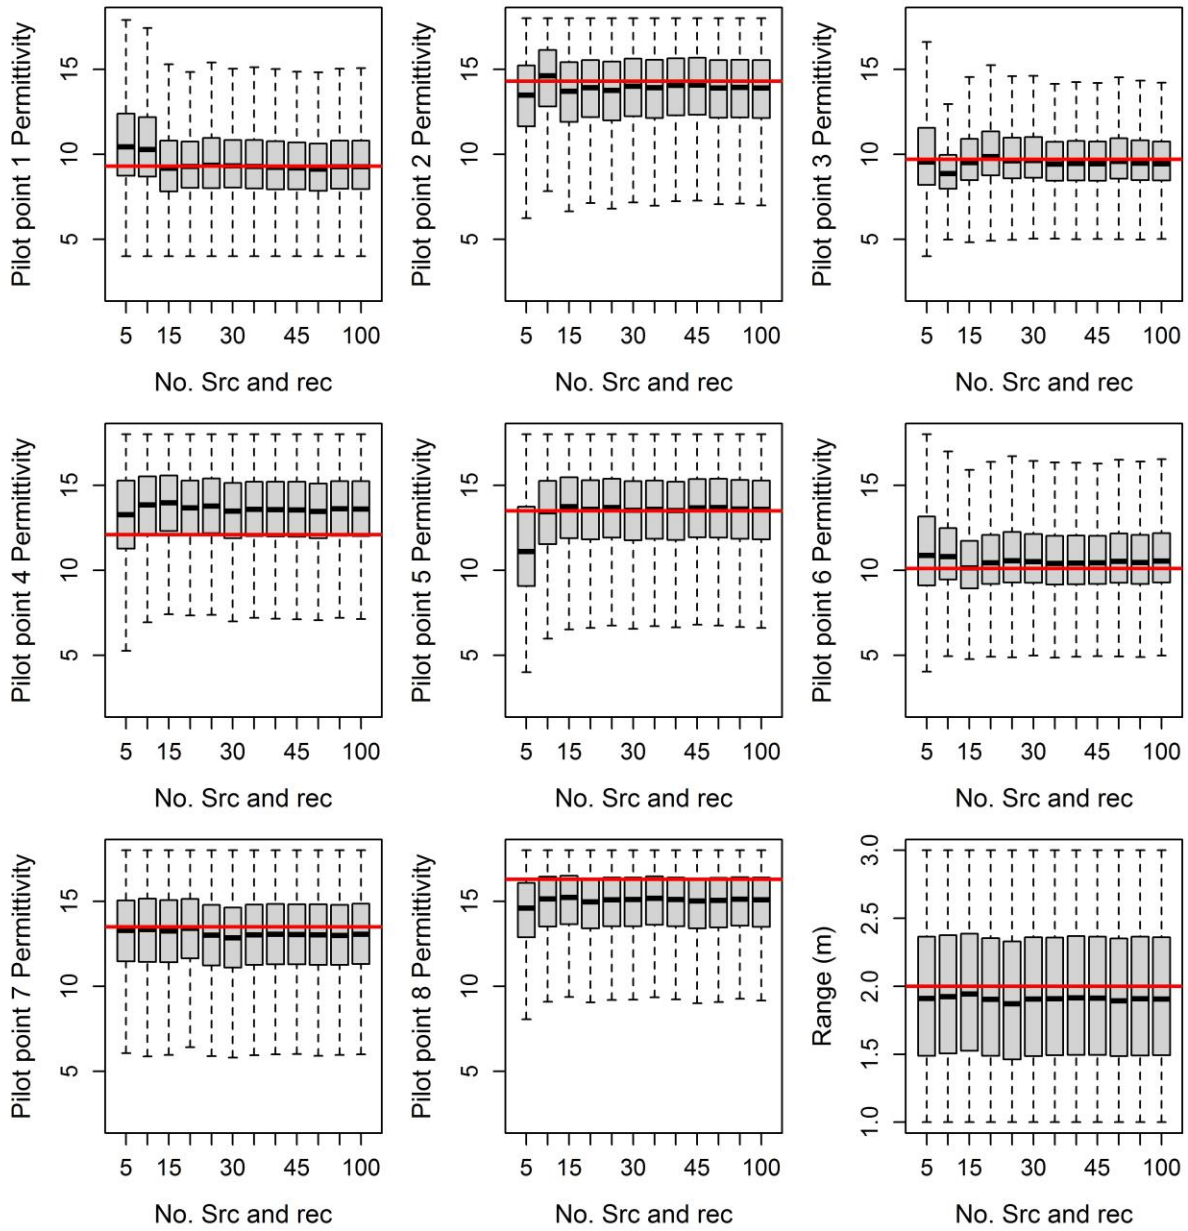 Pilot point 1 Permittivity
15
10
5
5 15 30 45 100
No. Src and rec
Pilot point 2 Permittivity
15
10
5
5 15 30 45 100
No. Src and rec
Pilot point 3 Permittivity
15
10
5
5 15 30 45 100
No. Src and rec
Pilot point 4 Permittivity
15
10
5
5 15 30 45 100
No. Src and rec
Pilot point 5 Permittivity
15
10
5
5 15 30 45 100
No. Src and rec
Pilot point 6 Permittivity
15
10
5
5 15 30 45 100
No. Src and rec
Pilot point 7 Permittivity
15
10
5
5 15 30 45 100
No. Src and rec
Pilot point 8 Permittivity
15
10
5
5 15 30 45 100
No. Src and rec
Range (m)
3.0
2.5
2.0
1.5
1.0
5 15 30 45 100
No. Src and rec